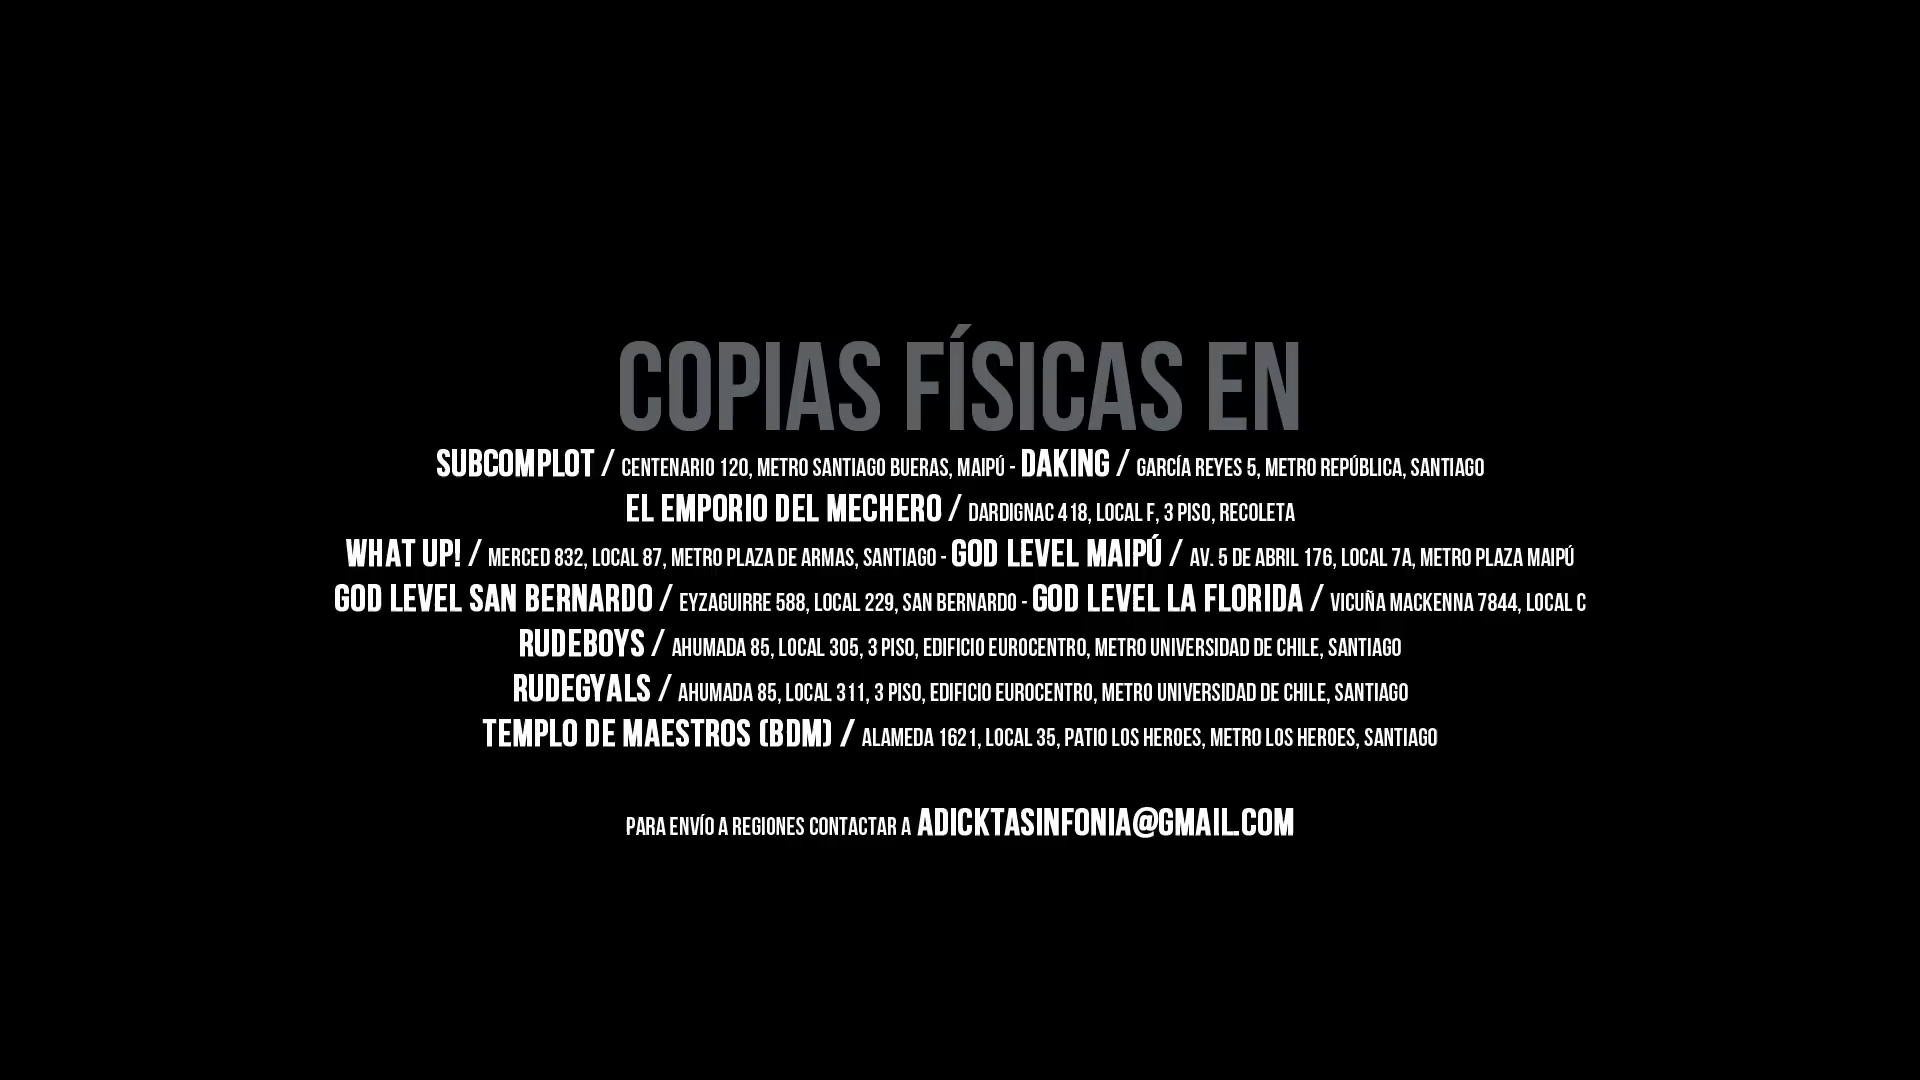 COPIAS FÍSICAS EN
SUBCOMPLOT / CENTENARIO 120, METRO SANTIAGO BUERAS, MAIPÚ - DAKING / GARCÍA REYES 5, METRO REPÚBLICA, SANTIAGO
EL EMPORIO DEL MECHERO / DARDIGNAC 418, LOCAL F, 3 PISO, RECOLETA
WHAT UP! / MERCED 832, LOCAL 87, METRO PLAZA DE ARMAS, SANTIAGO - GOD LEVEL MAIPÚ / AV. 5 DE ABRIL 176, LOCAL 7A, METRO PLAZA MAIPÚ
GOD LEVEL SAN BERNARDO / EYZAGUIRRE 588, LOCAL 229, SAN BERNARDO - GOD LEVEL LA FLORIDA / VICUÑA MACKENNA 7844, LOCAL C
RUDEBOYS / AHUMADA 85, LOCAL 305, 3 PISO, EDIFICIO EUROCENTRO, METRO UNIVERSIDAD DE CHILE, SANTIAGO
RUDEGYALS / AHUMADA 85, LOCAL 311, 3 PISO, EDIFICIO EUROCENTRO, METRO UNIVERSIDAD DE CHILE, SANTIAGO
TEMPLO DE MAESTROS (BDM) / ALAMEDA 1621, LOCAL 35, PATIO LOS HEROES, METRO LOS HEROES, SANTIAGO
PARA ENVÍO A REGIONES CONTACTAR A ADICKTASINFONIA@GMAIL.COM